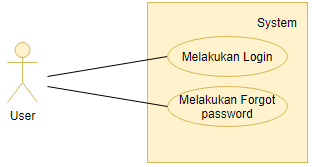 System
Melakukan Login
Melakukan Forgot
password
User